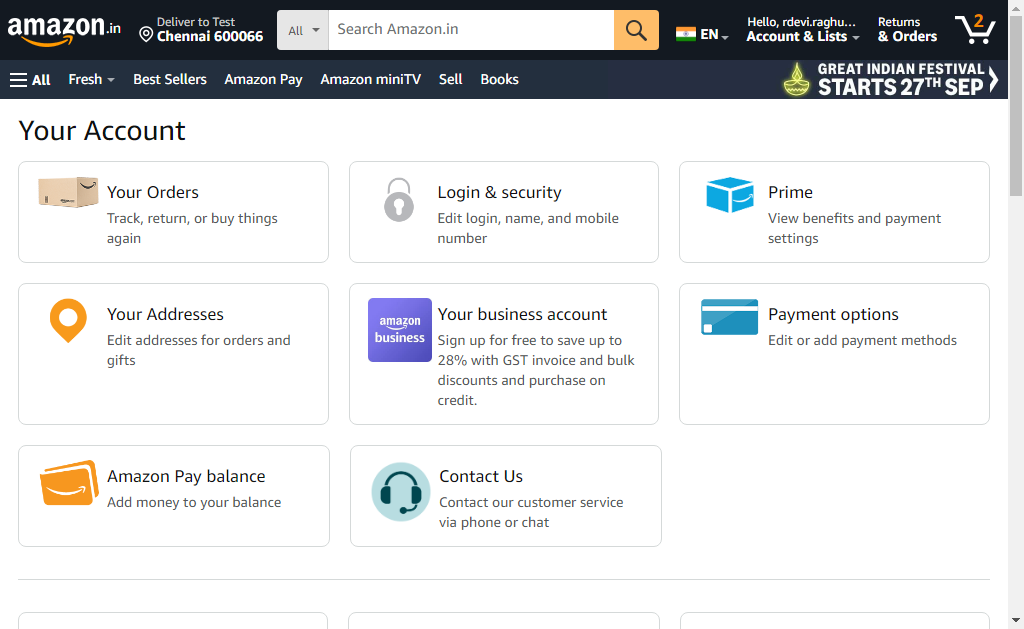 amazon.in
Deliver to Test
Chennai 600066
All
Search Amazon.in
EN
Hello, rdevi.raghu...
Account & Lists
Returns
& Orders
2
All
Fresh
Best Sellers
Amazon Pay
Amazon miniTV
Sell
Books
GREAT INDIAN FESTIVAL
STARTS 27TH SEP
Your Account
Your Orders
Track, return, or buy things
again
Login & security
Edit login, name, and mobile
number
Prime
View benefits and payment
settings
Your Addresses
Edit addresses for orders and
gifts
amazon
business
Your business account
Sign up for free to save up to
28% with GST invoice and bulk
discounts and purchase on
credit.
Payment options
Edit or add payment methods
Amazon Pay balance
Add money to your balance
Contact Us
Contact our customer service
via phone or chat